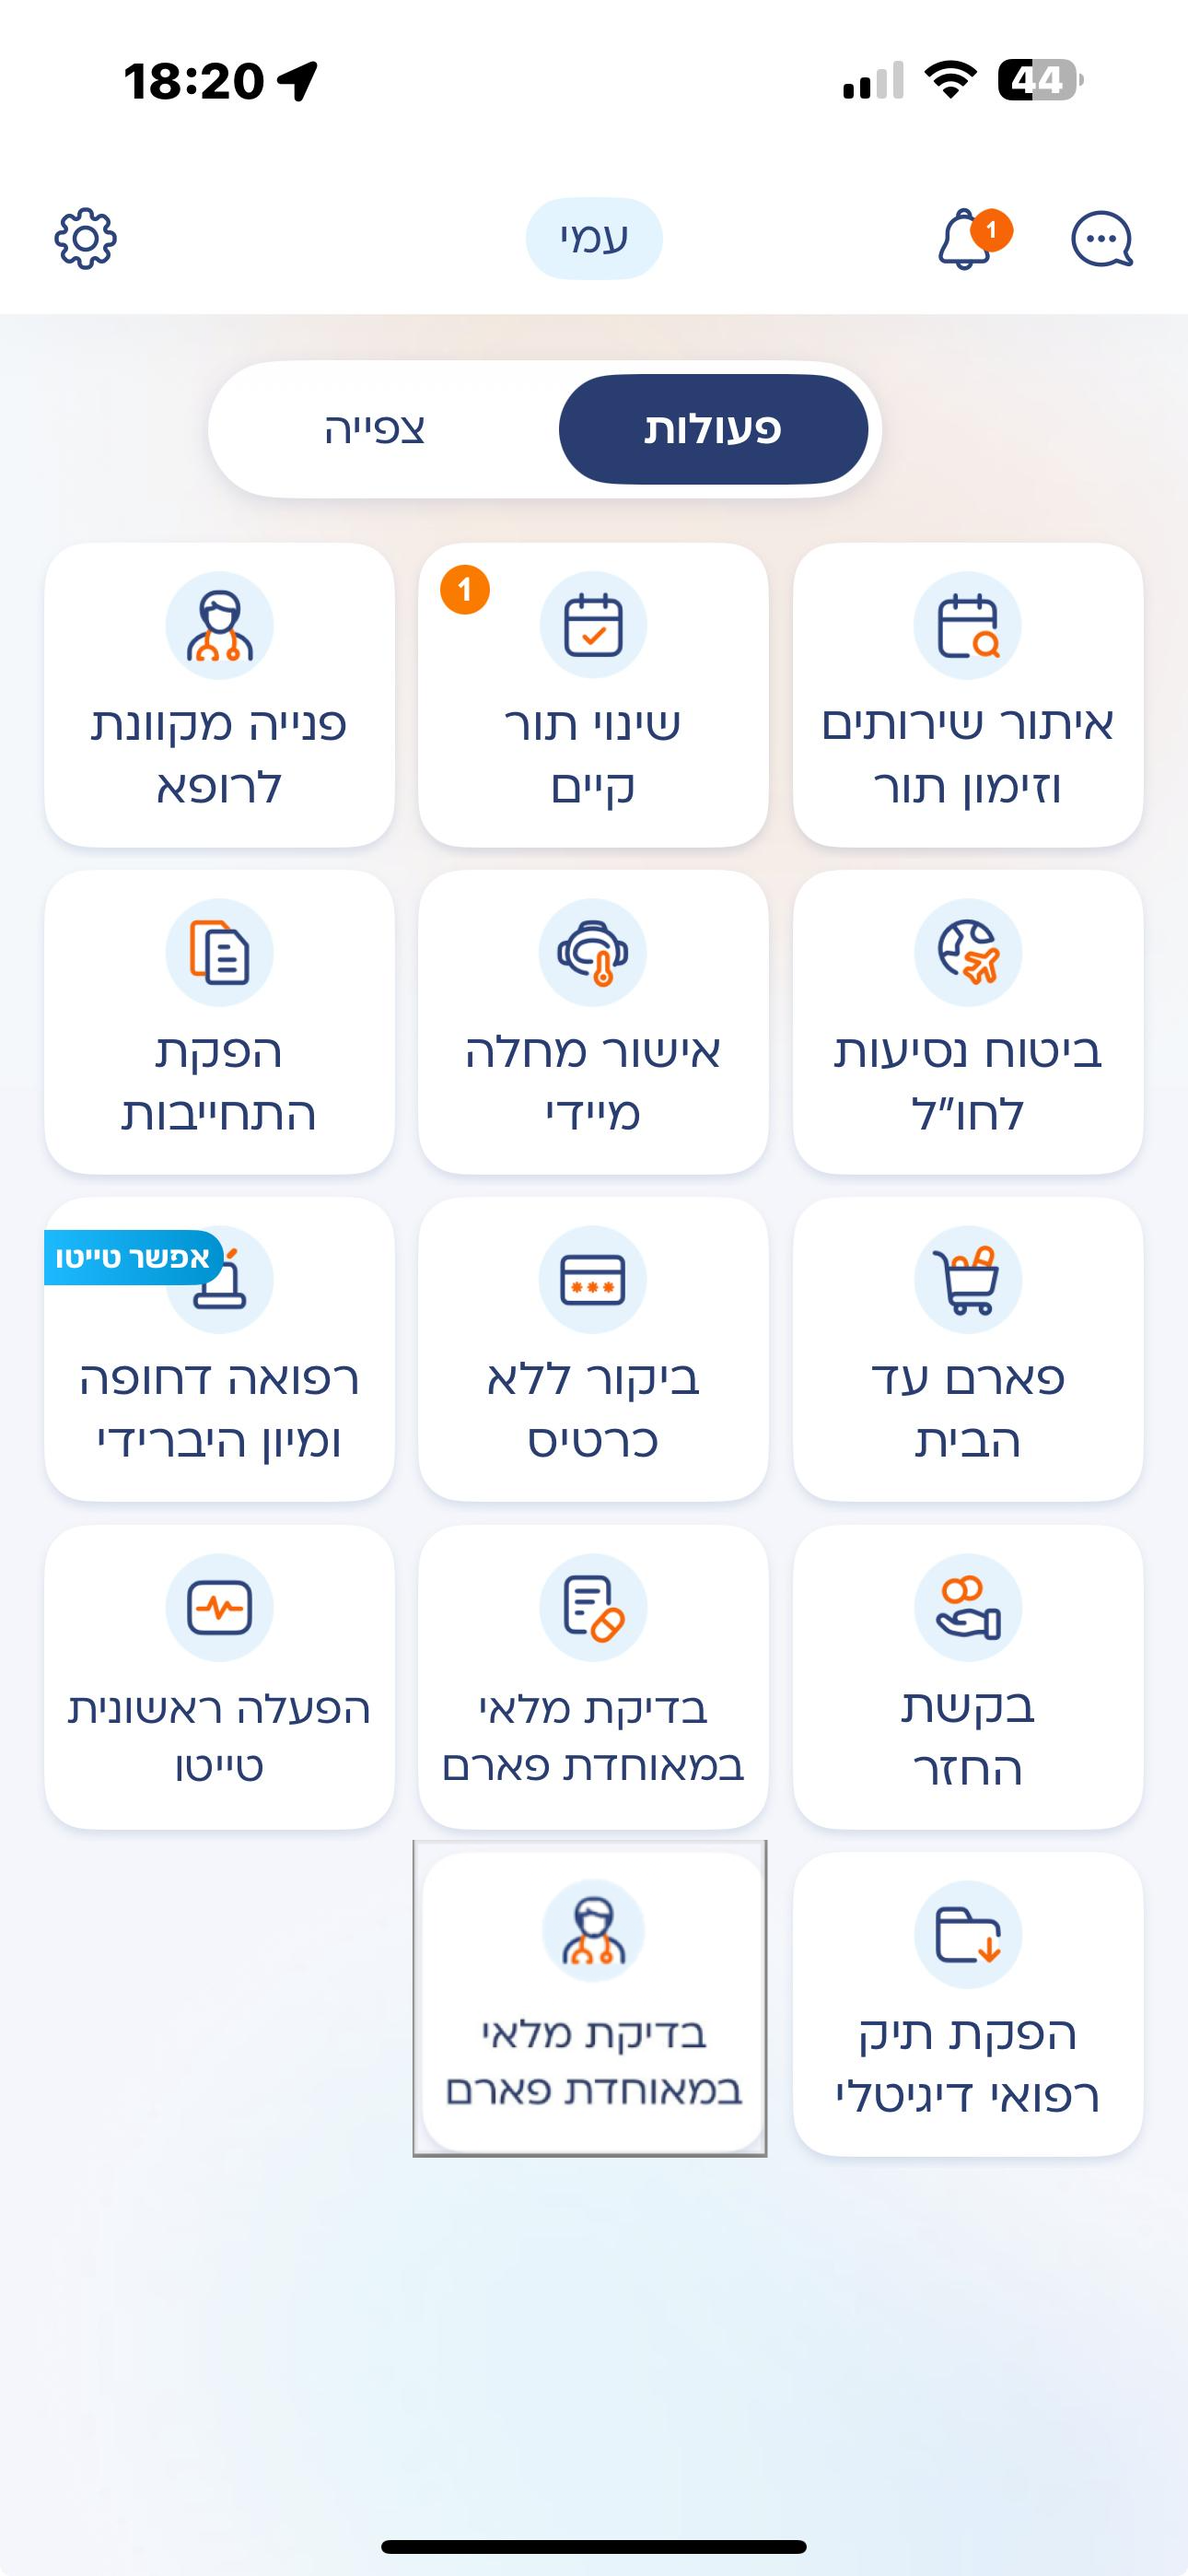 18:20
44
1
עמי
פעולות
צפייה
איתור שירותים
וזימון תור
1
שינוי תור
קיים
פנייה מקוונת
לרופא
ביטוח נסיעות
לחו"ל
אישור מחלה
מיידי
הפקת
התחייבות
פארם עד
הבית
ביקור ללא
כרטיס
אפשר טייטו
רפואה דחופה
ומיון היברידי
בקשת
החזר
בדיקת מלאי
במאוחדת פארם
הפעלה ראשונית
טייטו
הפקת תיק
רפואי דיגיטלי
בדיקת מלאי
במאוחדת פארם